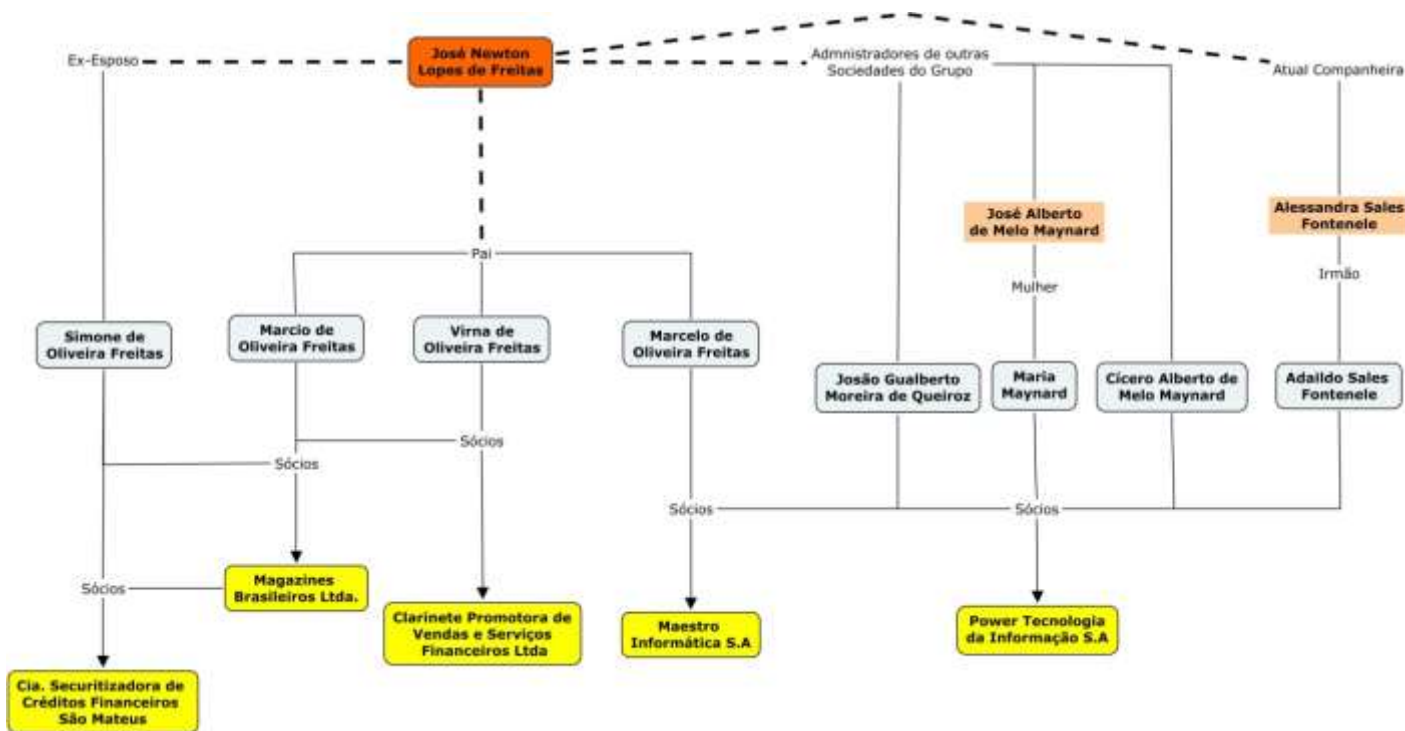 Ex-Esposo
José Newton
Lopes de Freitas
Admnistradores de outras
Sociedades do Grupo
Atual Companheira
José Alberto
de Melo Maynard
Alessandra Sales
Fontenele
Pai
Mulher
Irmão
Simone de
Oliveira Freitas
Marcio de
Oliveira Freitas
Virna de
Oliveira Freitas
Marcelo de
Oliveira Freitas
Josão Gualberto
Moreira de Queiroz
Maria
Maynard
Cícero Alberto de
Melo Maynard
Adaildo Sales
Fontenele
Sócios
Sócios
Sócios
Sócios
Sócios
Magazines
Brasileiros Ltda.
Clarinete Promotora de
Vendas e Serviços
Financeiros Ltda
Maestro
Informática S.A
Power Tecnologia
da Informação S.A
Cia. Securitizadora de
Créditos Financeiros
São Mateus